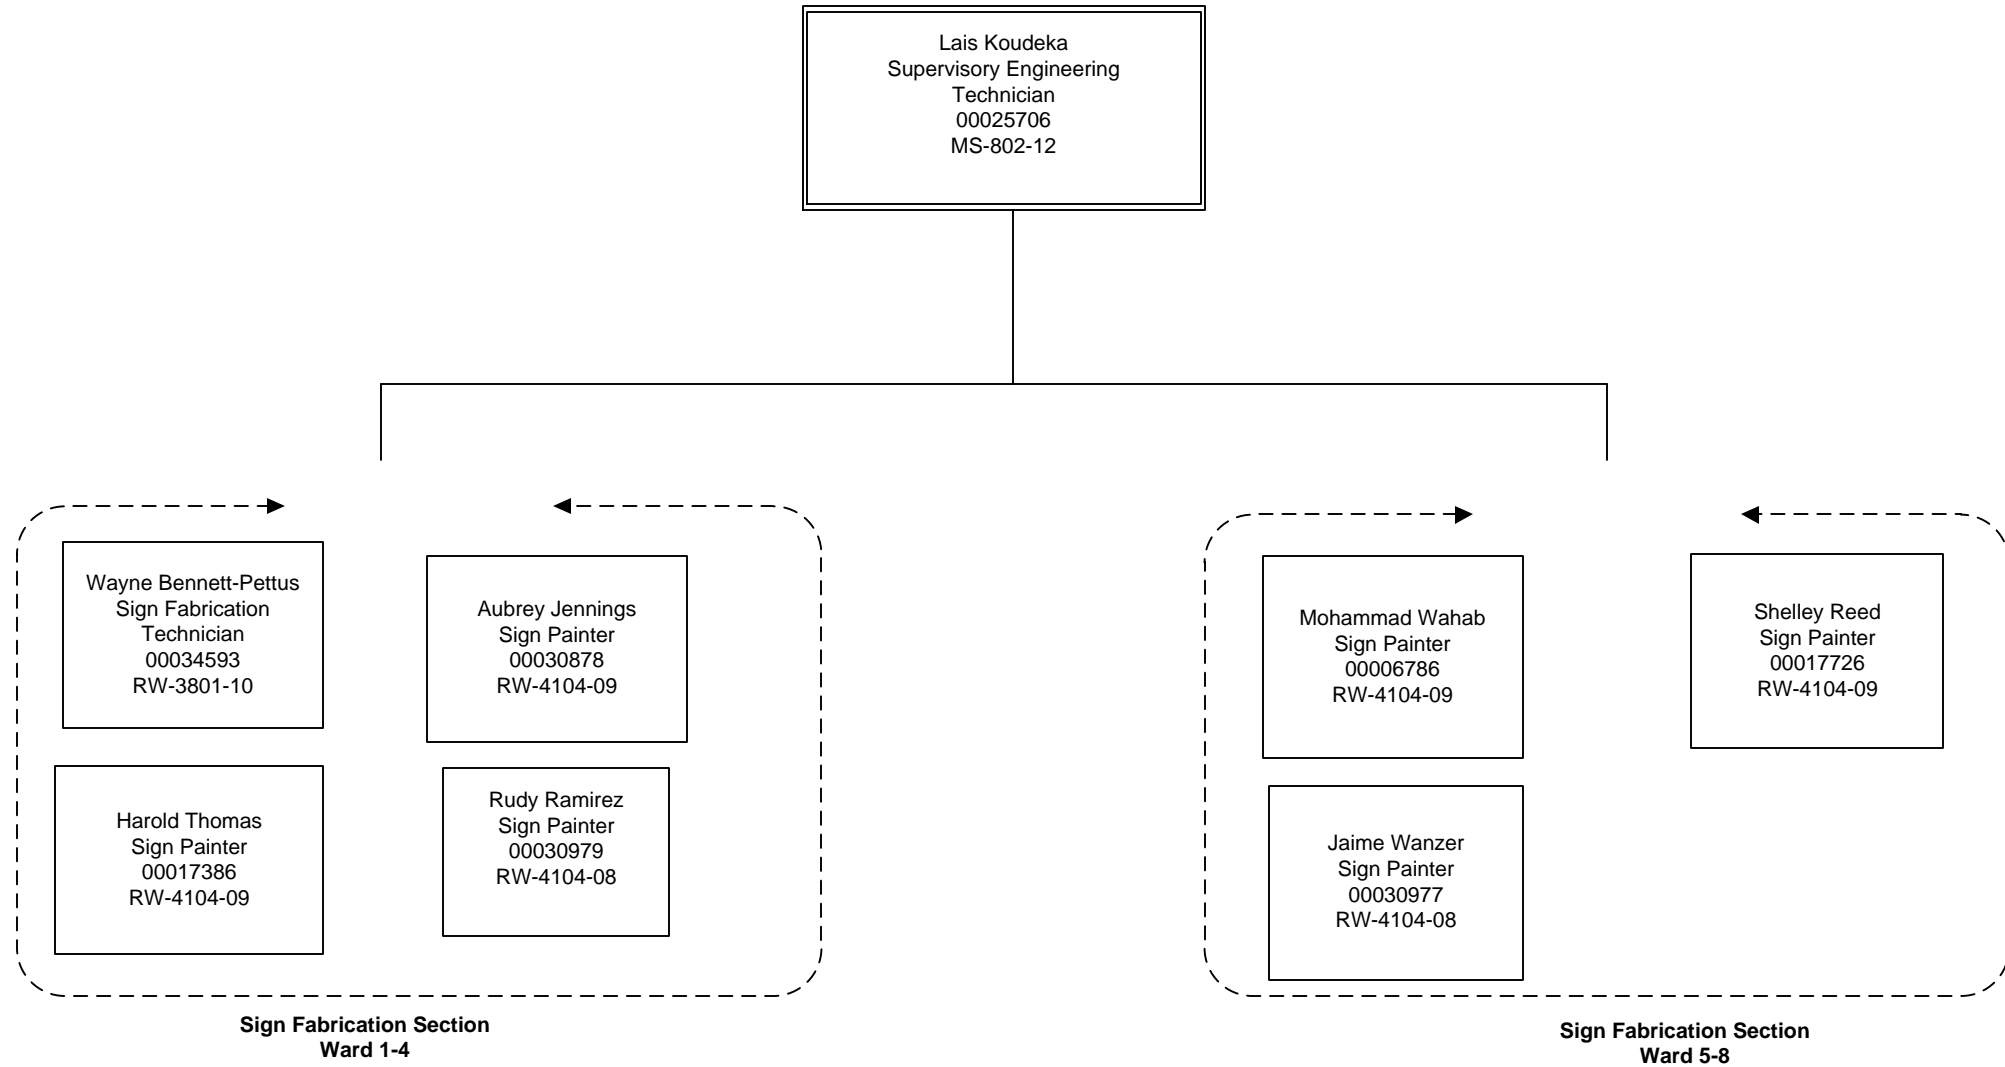 Lais Koudeka
Supervisory Engineering
Technician
00025706
MS-802-12
Wayne Bennett-Pettus
Sign Fabrication
Technician
00034593
RW-3801-10
Aubrey Jennings
Sign Painter
00030878
RW-4104-09
Harold Thomas
Sign Painter
00017386
RW-4104-09
Rudy Ramirez
Sign Painter
00030979
RW-4104-08
Sign Fabrication Section
Ward 1-4
Mohammad Wahab
Sign Painter
00006786
RW-4104-09
Shelley Reed
Sign Painter
00017726
RW-4104-09
Jaime Wanzer
Sign Painter
00030977
RW-4104-08
Sign Fabrication Section
Ward 5-8